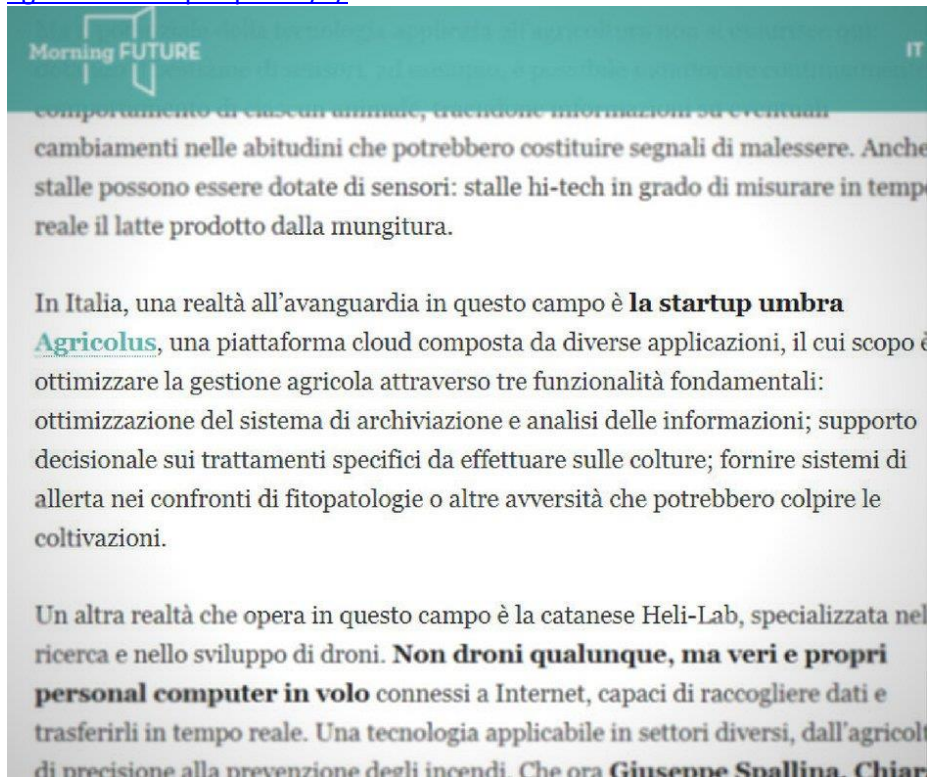 Morning FUTURE
IT
comportamento di ciascun animale, traendone informazioni su eventuali
cambiamenti nelle abitudini che potrebbero costituire segnali di malessere. Anche
stalle possono essere dotate di sensori: stalle hi-tech in grado di misurare in temp
reale il latte prodotto dalla mungitura.
In Italia, una realtà all'avanguardia in questo campo è la startup umbra
Agricolus, una piattaforma cloud composta da diverse applicazioni, il cui scopo è
ottimizzare la gestione agricola attraverso tre funzionalità fondamentali:
ottimizzazione del sistema di archiviazione e analisi delle informazioni; supporto
decisionale sui trattamenti specifici da effettuare sulle colture; fornire sistemi di
allerta nei confronti di fitopatologie o altre avversità che potrebbero colpire le
coltivazioni.
Un altra realtà che opera in questo campo è la catanese Heli-Lab, specializzata nel
ricerca e nello sviluppo di droni. Non droni qualunque, ma veri e propri
personal computer in volo connessi a Internet, capaci di raccogliere dati e
trasferirli in tempo reale. Una tecnologia applicabile in settori diversi, dall'agricolt
di precisione alla prevenzione degli incendi. Che ora Giuseppe Spallina, Chiar